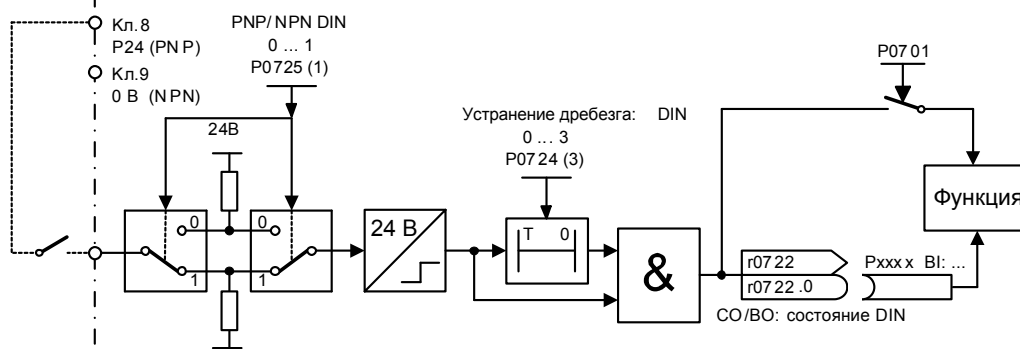 Кл.8
P24 (PNP)
Кл.9
0 В (NPN)
PNP/NPN DIN
0 ... 1
P0725 (1)
24В
0
0
1
1
24 В
Устранение дребезга: DIN
0 ... 3
P0724 (3)
T 0
&
P0701
Функция
r0722
r0722.0
Pxxxx BI: ...
CO/BO: состояние DIN